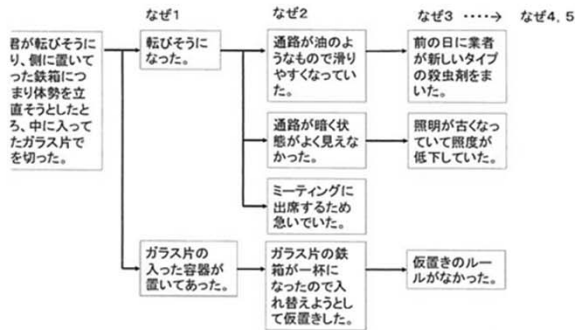 なぜ1
なぜ2
なぜ3 ‥‥→ なぜ4, 5
君が転びそうに
り、側に置いて
った鉄箱につ
まり体勢を立
直そうとしたと
ろ、中に入って
たガラス片で
を切った。
転びそうに
なった。
通路が油のよ
うなもので滑り
やすくなってい
た。
前の日に業者
が新しいタイプ
の殺虫剤をま
いた。
通路が暗く状
態がよく見えな
かった。
照明が古くなっ
ていて照度が
低下していた。
ミーティングに
出席するため
急いでいた。
ガラス片の
入った容器が
置いてあった。
ガラス片の鉄
箱が一杯に
なったので入
れ替えようとし
て仮置きした。
仮置きのルー
ルがなかった。